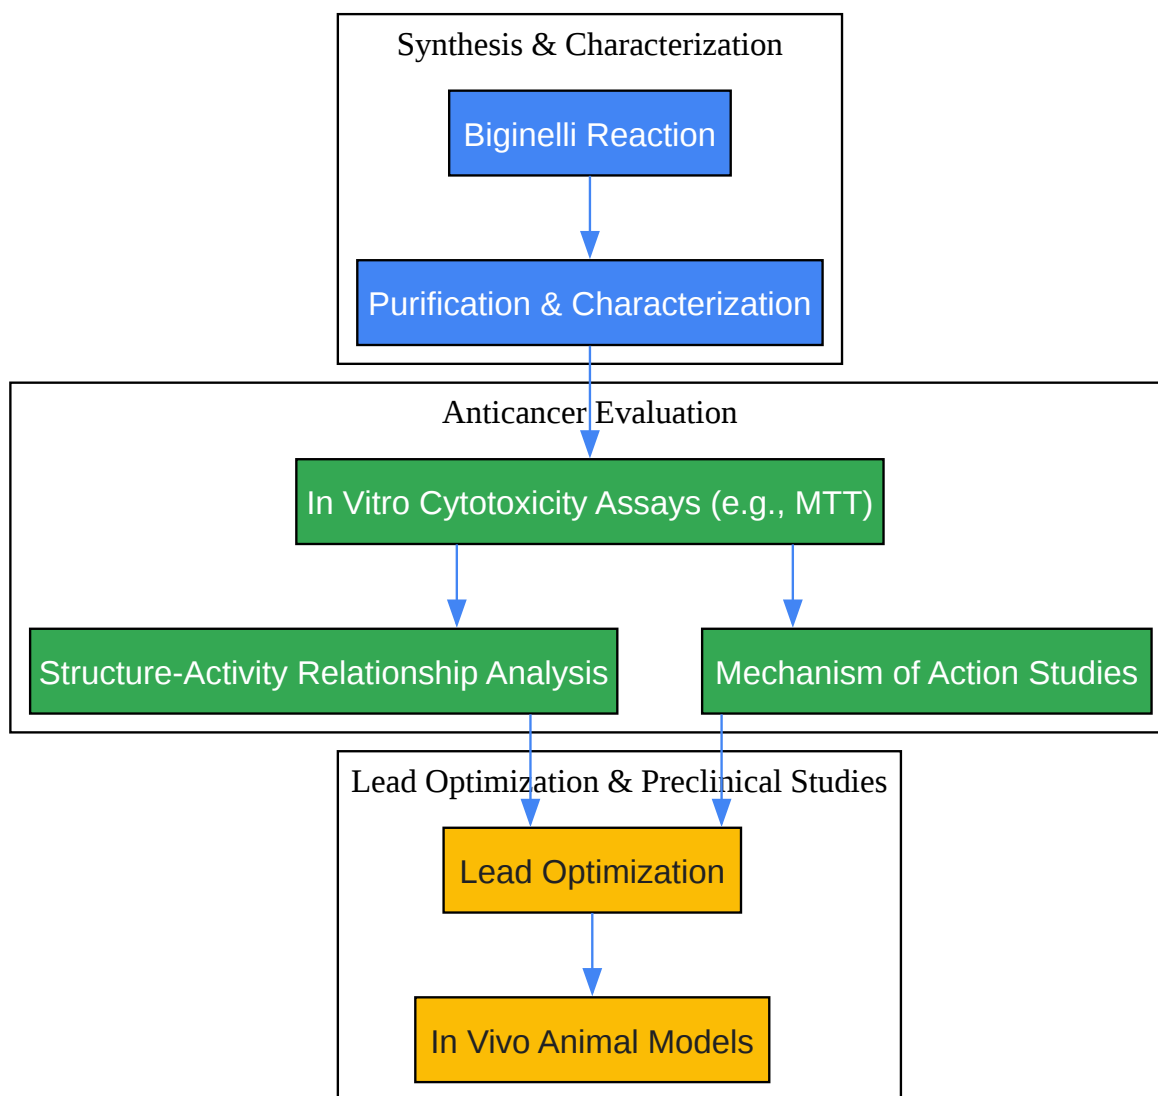 Synthesis & Characterization
Biginelli Reaction
Purification & Characterization
Anticancer Evaluation
In Vitro Cytotoxicity Assays (e.g., MTT)
Structure-Activity Relationship Analysis
Mechanism of Action Studies
Lead Optimization & Preclinical Studies
Lead Optimization
In Vivo Animal Models